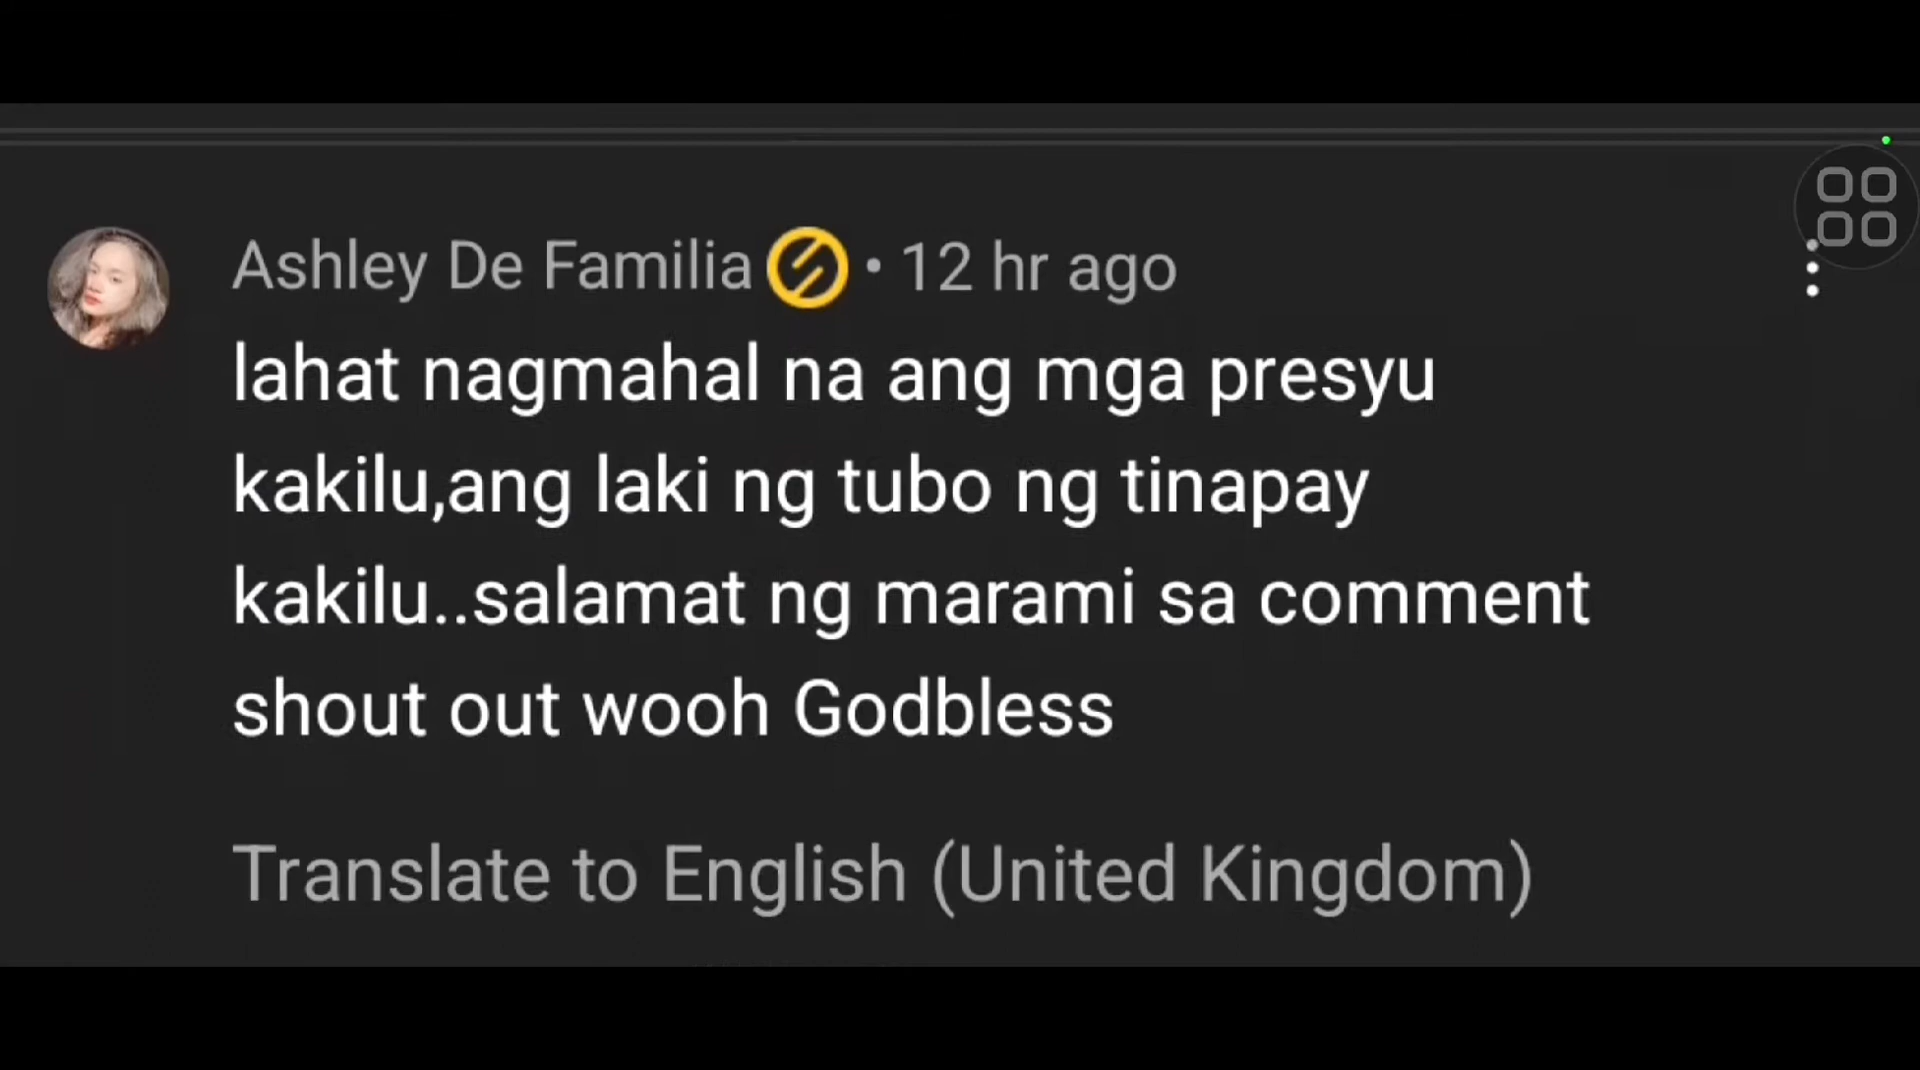 Ashley De Familia • 12 hr ago
lahat nagmahal na ang mga presyu
kakilu,ang laki ng tubo ng tinapay
kakilu..salamat ng marami sa comment
shout out wooh Godbless
Translate to English (United Kingdom)